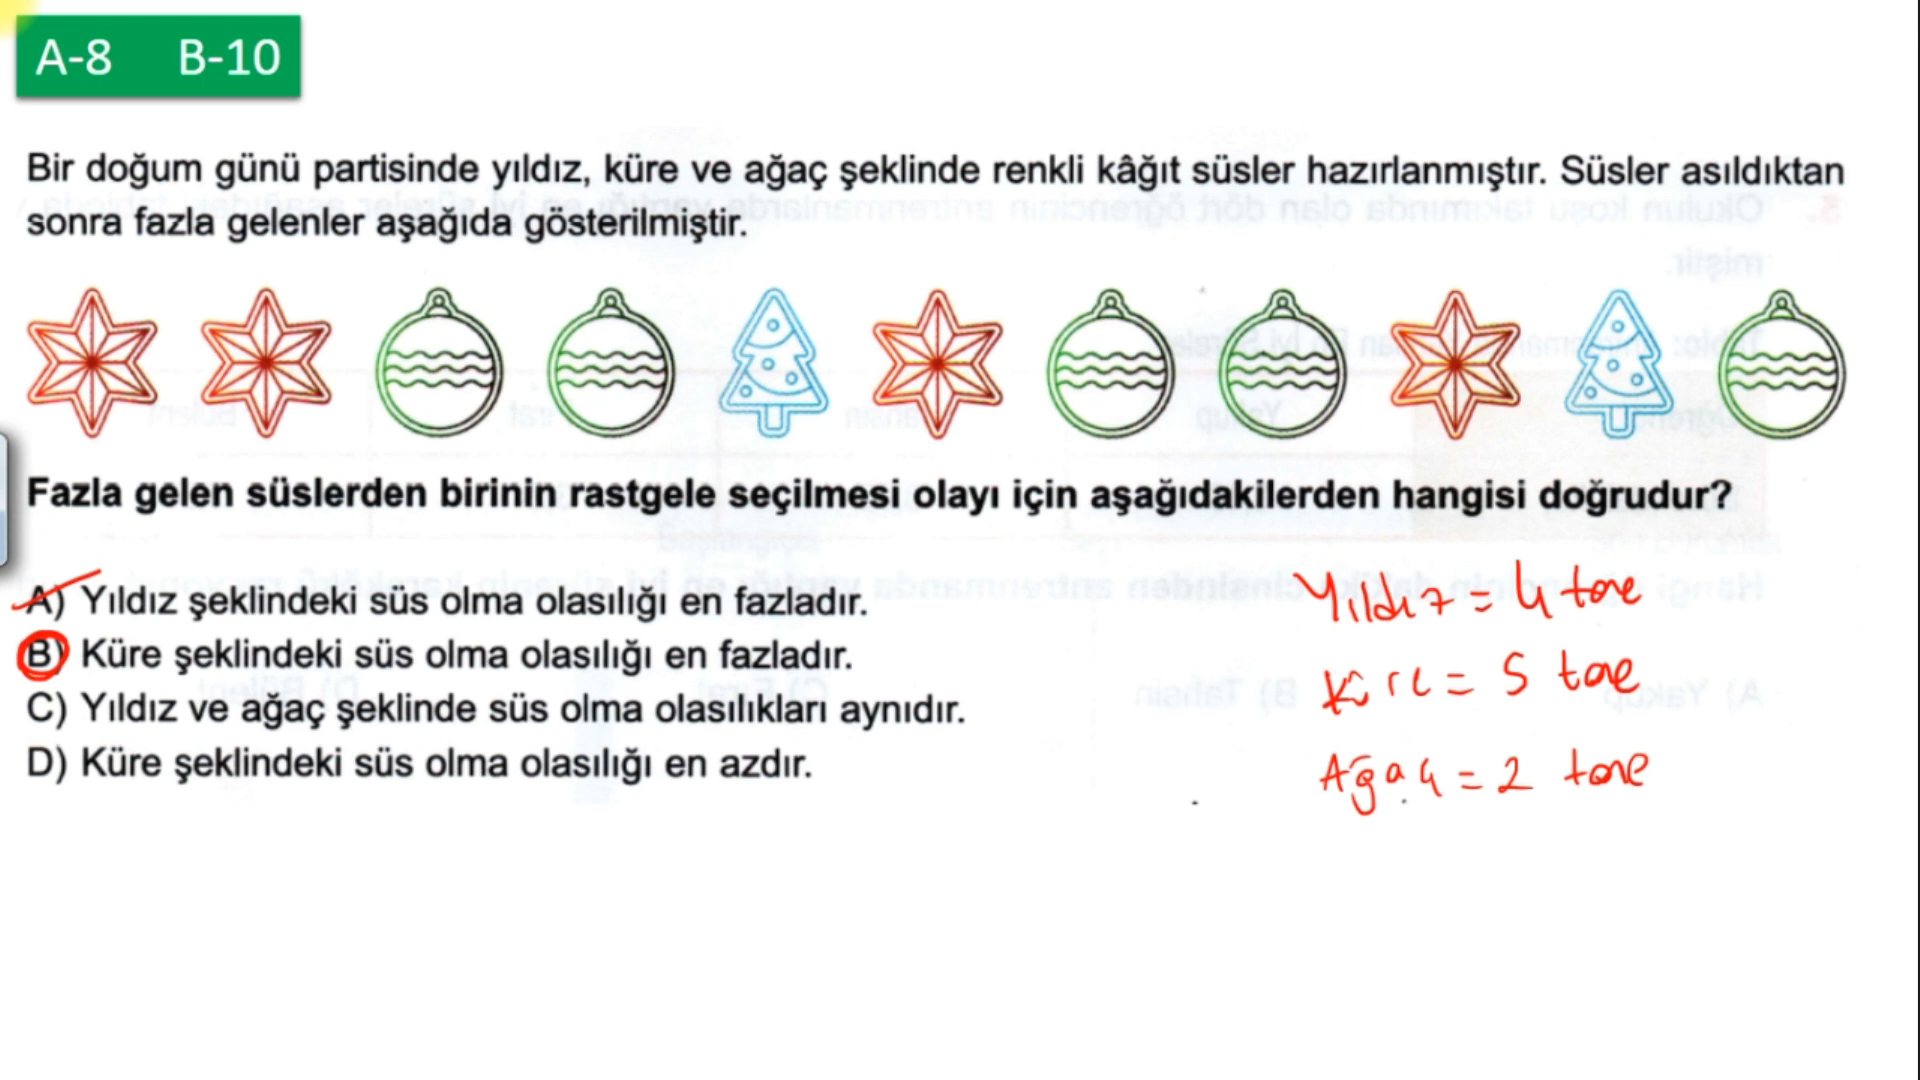 A-8 B-10
Bir doğum günü partisinde yıldız, küre ve ağaç şeklinde renkli kâğıt süsler hazırlanmıştır. Süsler asıldıktan
sonra fazla gelenler aşağıda gösterilmiştir.
Fazla gelen süslerden birinin rastgele seçilmesi olayı için aşağıdakilerden hangisi doğrudur?
A) Yıldız şeklindeki süs olma olasılığı en fazladır.
B) Küre şeklindeki süs olma olasılığı en fazladır.
C) Yıldız ve ağaç şeklinde süs olma olasılıkları aynıdır.
D) Küre şeklindeki süs olma olasılığı en azdır.
Yıldız = 4 tane
Küre = 5 tane
Ağaç = 2 tane